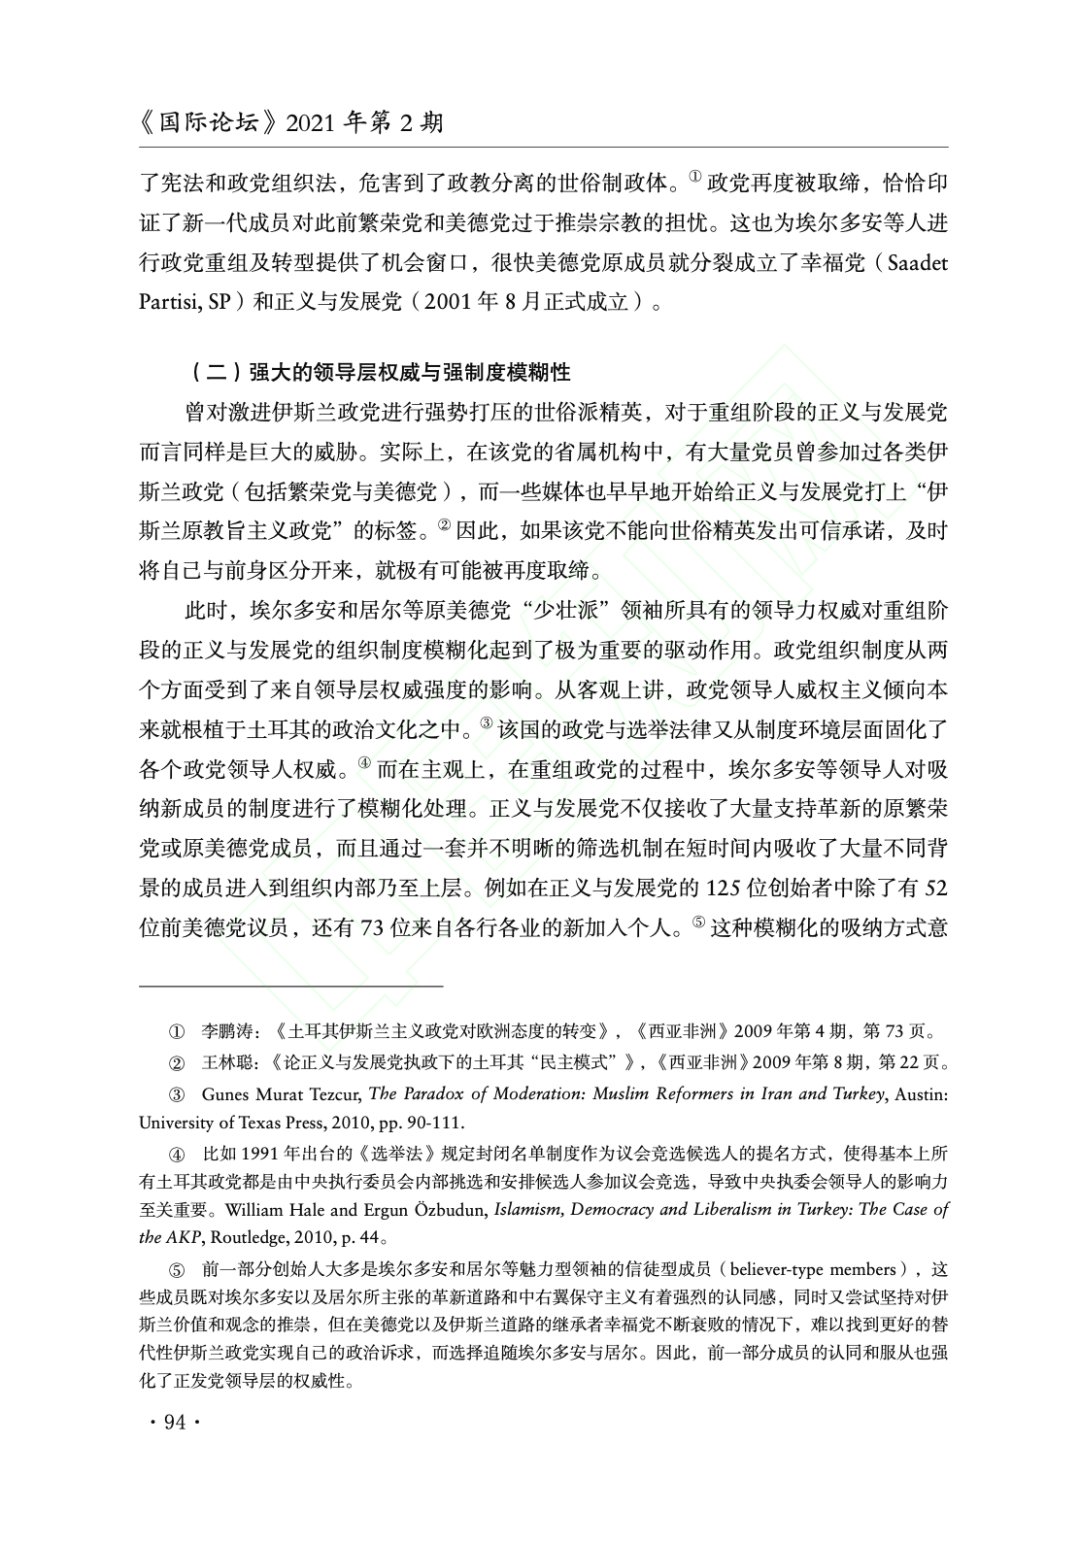 《国际论坛》2021 年第 2 期
了宪法和政党组织法，危害到了政教分离的世俗制政体。①政党再度被取缔，恰恰印
证了新一代成员对此前繁荣党和美德党过于推崇宗教的担忧。这也为埃尔多安等人进
行政党重组及转型提供了机会窗口，很快美德党原成员就分裂成立了幸福党（Saadet
Partisi, SP）和正义与发展党（2001 年 8 月正式成立）。
（二）强大的领导层权威与强制度模糊性
曾对激进伊斯兰政党进行强势打压的世俗派精英，对于重组阶段的正义与发展党
而言同样是巨大的威胁。实际上，在该党的省属机构中，有大量党员曾参加过各类伊
斯兰政党（包括繁荣党与美德党），而一些媒体也早早地开始给正义与发展党打上“伊
斯兰原教旨主义政党”的标签。②因此，如果该党不能向世俗精英发出可信承诺，及时
将自己与前身区分开来，就极有可能被再度取缔。
此时，埃尔多安和居尔等原美德党“少壮派”领袖所具有的领导力权威对重组阶
段的正义与发展党的组织制度模糊化起到了极为重要的驱动作用。政党组织制度从两
个方面受到了来自领导层权威强度的影响。从客观上讲，政党领导人威权主义倾向本
来就根植于土耳其的政治文化之中。③该国的政党与选举法律又从制度环境层面固化了
各个政党领导人权威。④而在主观上，在重组政党的过程中，埃尔多安等领导人对吸
纳新成员的制度进行了模糊化处理。正义与发展党不仅接收了大量支持革新的原繁荣
党或原美德党成员，而且通过一套并不明晰的筛选机制在短时间内吸收了大量不同背
景的成员进入到组织内部乃至上层。例如在正义与发展党的 125 位创始者中除了有 52
位前美德党议员，还有 73 位来自各行各业的新加入个人。⑤这种模糊化的吸纳方式意
① 李鹏涛：《土耳其伊斯兰主义政党对欧洲态度的转变》，《西亚非洲》2009 年第 4 期，第 73 页。
② 王林聪：《论正义与发展党执政下的土耳其“民主模式”》，《西亚非洲》2009 年第 8 期，第 22 页。
③ Gunes Murat Tezcur, The Paradox of Moderation: Muslim Reformers in Iran and Turkey, Austin:
University of Texas Press, 2010, pp. 90-111.
④ 比如 1991 年出台的《选举法》规定封闭名单制度作为议会竞选候选人的提名方式，使得基本上所
有土耳其政党都是由中央执行委员会内部挑选和安排候选人参加议会竞选，导致中央执委会领导人的影响力
至关重要。William Hale and Ergun Özbudun, Islamism, Democracy and Liberalism in Turkey: The Case of
the AKP, Routledge, 2010, p. 44。
⑤ 前一部分创始人大多是埃尔多安和居尔等魅力型领袖的信徒型成员（believer-type members），这
些成员既对埃尔多安以及居尔所主张的革新道路和中右翼保守主义有着强烈的认同感，同时又尝试坚持对伊
斯兰价值和观念的推崇，但在美德党以及伊斯兰道路的继承者幸福党不断衰败的情况下，难以找到更好的替
代性伊斯兰政党实现自己的政治诉求，而选择追随埃尔多安与居尔。因此，前一部分成员的认同和服从也强
化了正发党领导层的权威性。
·94·
中国知网